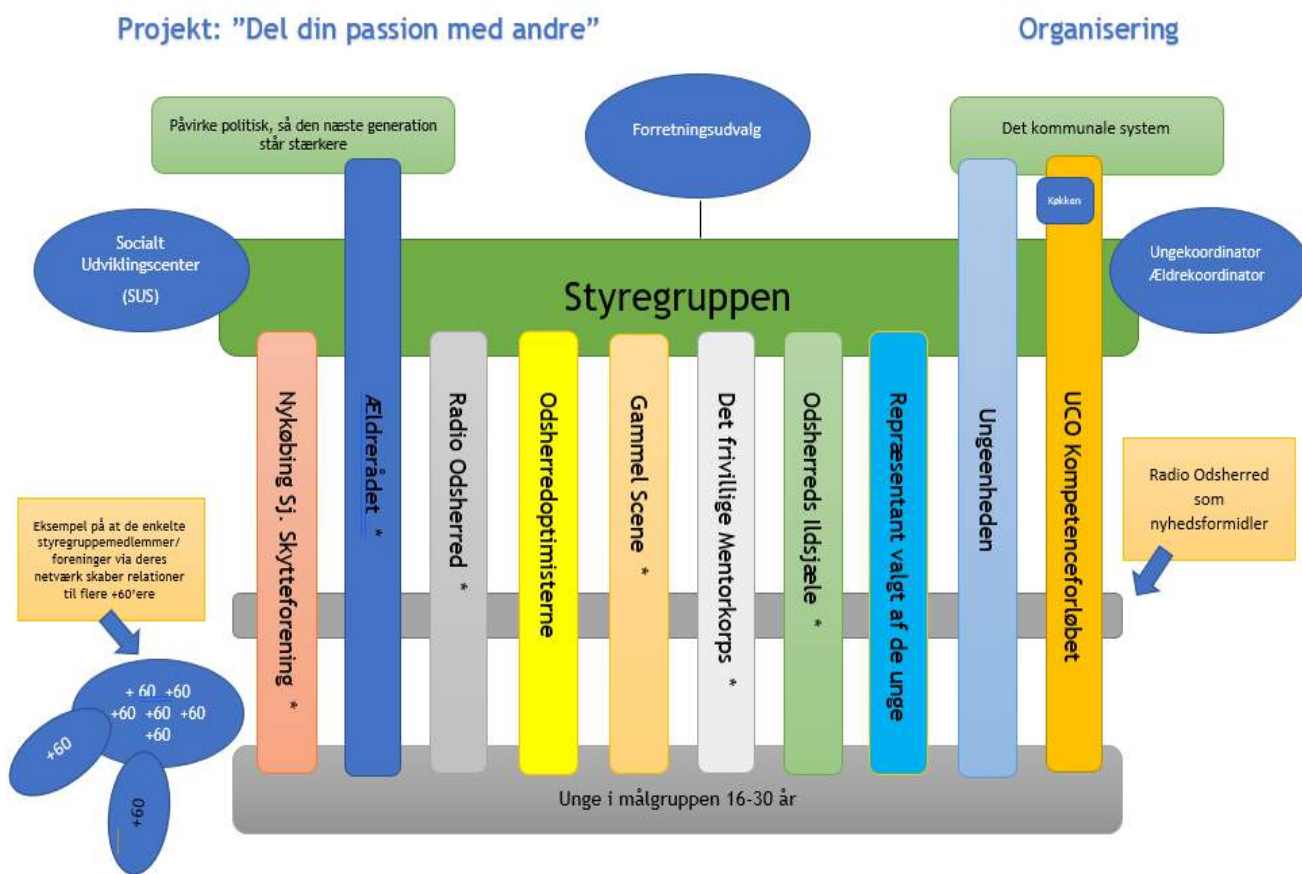 Projekt: ”Del din passion med andre”
Organisering
Påvirke politisk, så den næste generation
står stærkere
Forretningsudvalg
Det kommunale system
Køkken
Socialt
Udviklingscenter
(SUS)
Ungekoordinator
Ældrekoordinator
Styregruppen
Nykøbing Sj. Skytteforening *
Ældrerådet *
Radio Odsherred *
Odsherredoptimisterne
Gammel Scene *
Det frivillige Mentorkorps *
Odsherreds Ildsjæle *
Repræsentant valgt af de unge
Ungeenheden
UCO Kompetenceforløbet
Radio Odsherred
som
nyhedsformidler
Eksempel på at de enkelte
styregruppemedlemmer/
foreninger via deres
netværk skaber relationer
til flere +60’ere
+ 60 +60
+60 +60 +60
+60
+60
+60
Unge i målgruppen 16-30 år